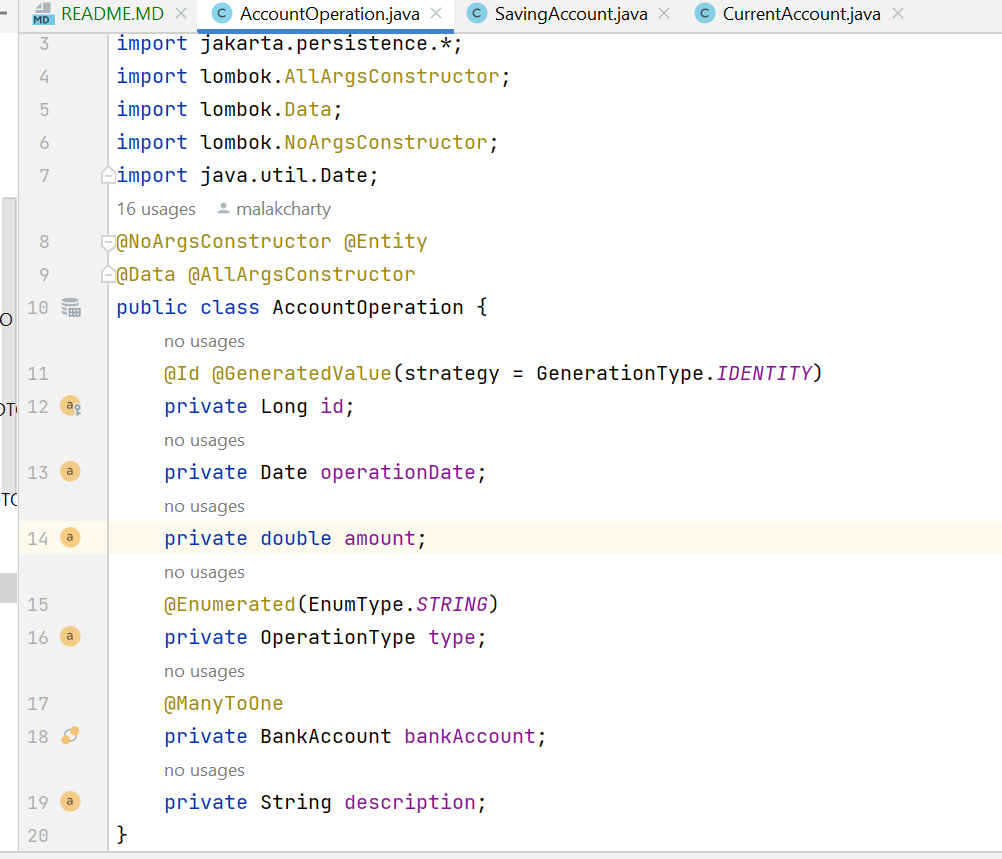 README.MD AccountOperation.java SavingAccount.java CurrentAccount.java
3 import jakarta.persistence.*;
4 import lombok.AllArgsConstructor;
5 import lombok.Data;
6 import lombok.NoArgsConstructor;
7 import java.util.Date;
16 usages malakcharty
8 @NoArgsConstructor @Entity
9 @Data @AllArgsConstructor
10 public class AccountOperation {
no usages
11 @Id @GeneratedValue(strategy = GenerationType.IDENTITY)
12 private Long id;
no usages
13 private Date operationDate;
no usages
14 private double amount;
no usages
15 @Enumerated(EnumType.STRING)
16 private OperationType type;
no usages
17 @ManyToOne
18 private BankAccount bankAccount;
no usages
19 private String description;
20 }